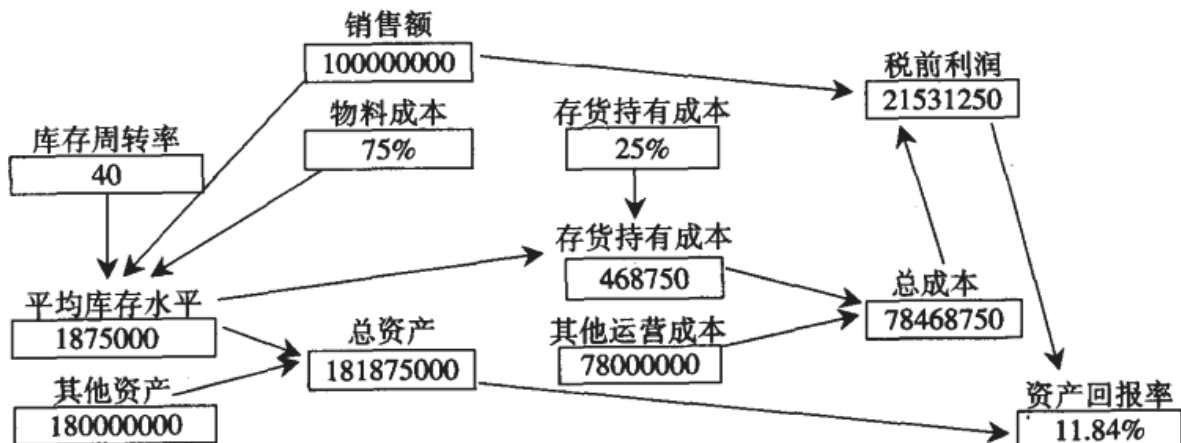 销售额
100000000
税前利润
21531250
物料成本
75%
存货持有成本
25%
库存周转率
40
存货持有成本
468750
平均库存水平
1875000
总成本
78468750
总资产
181875000
其他运营成本
78000000
其他资产
180000000
资产回报率
11.84%